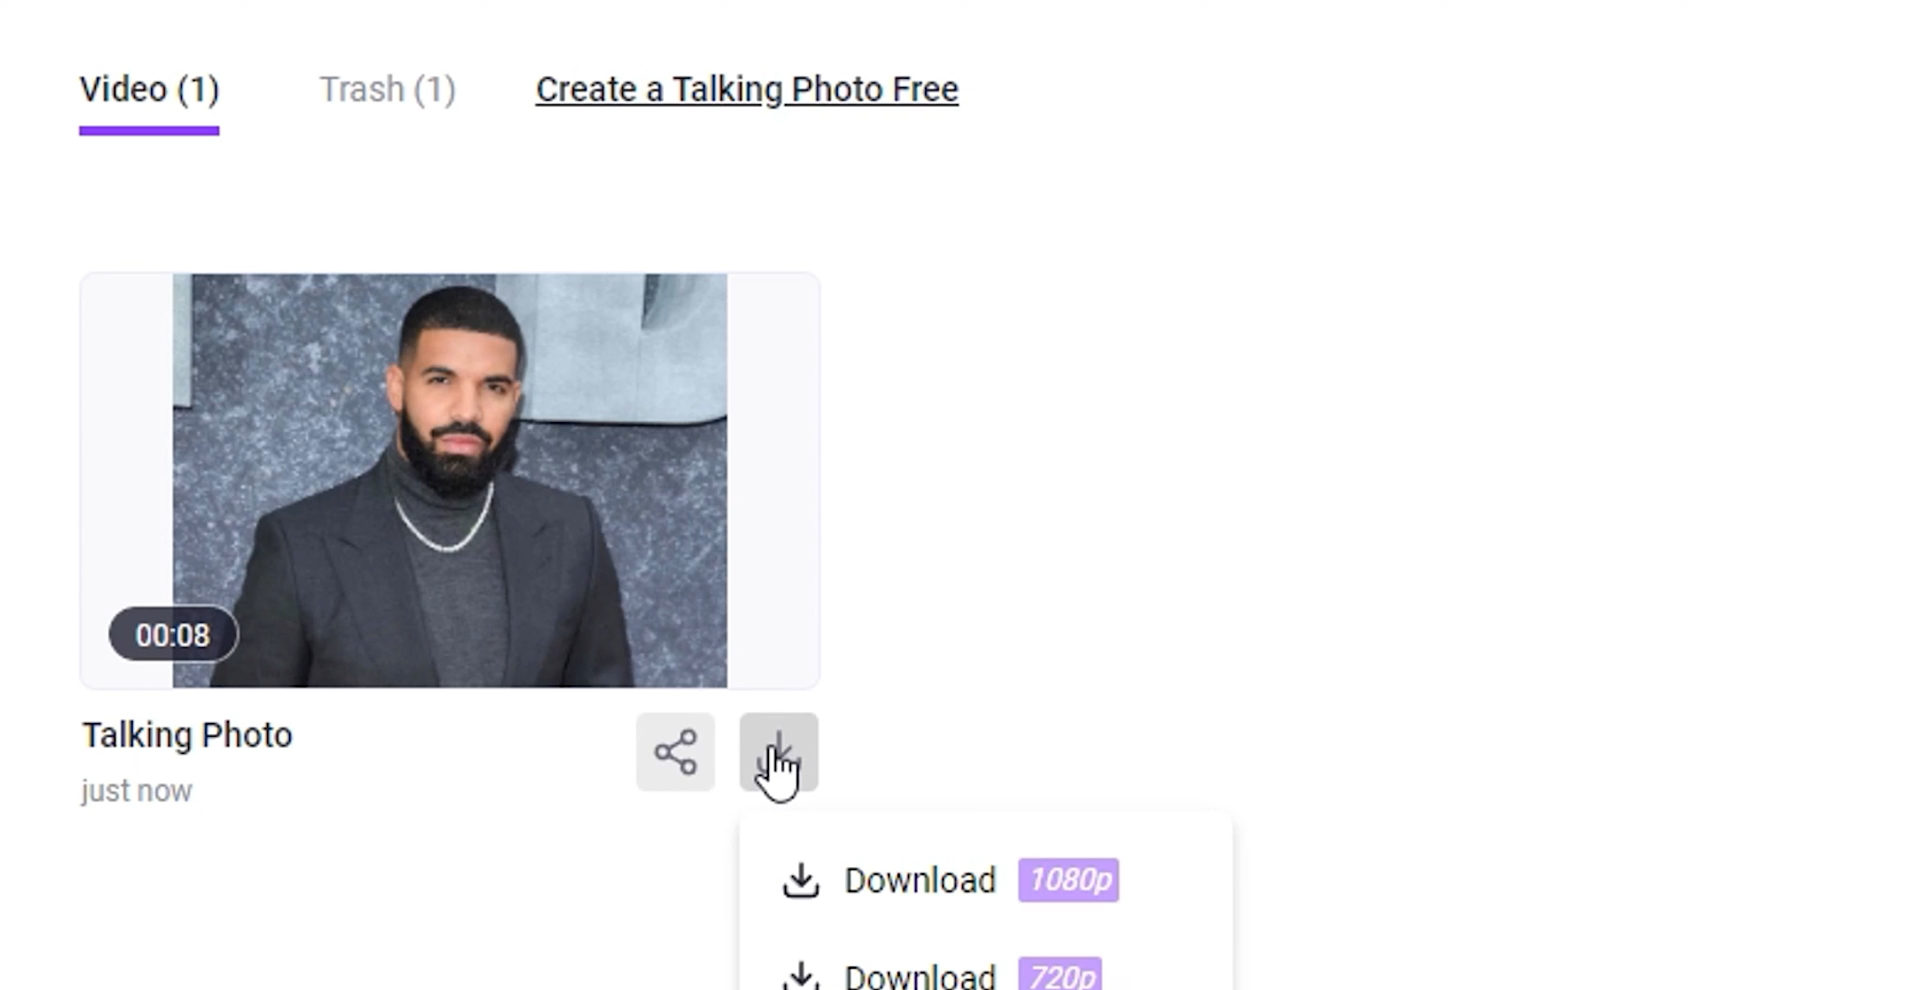 Video (1) Trash (1) Create a Talking Photo Free
00:08
Talking Photo
just now
Download 1080p
Download 720p